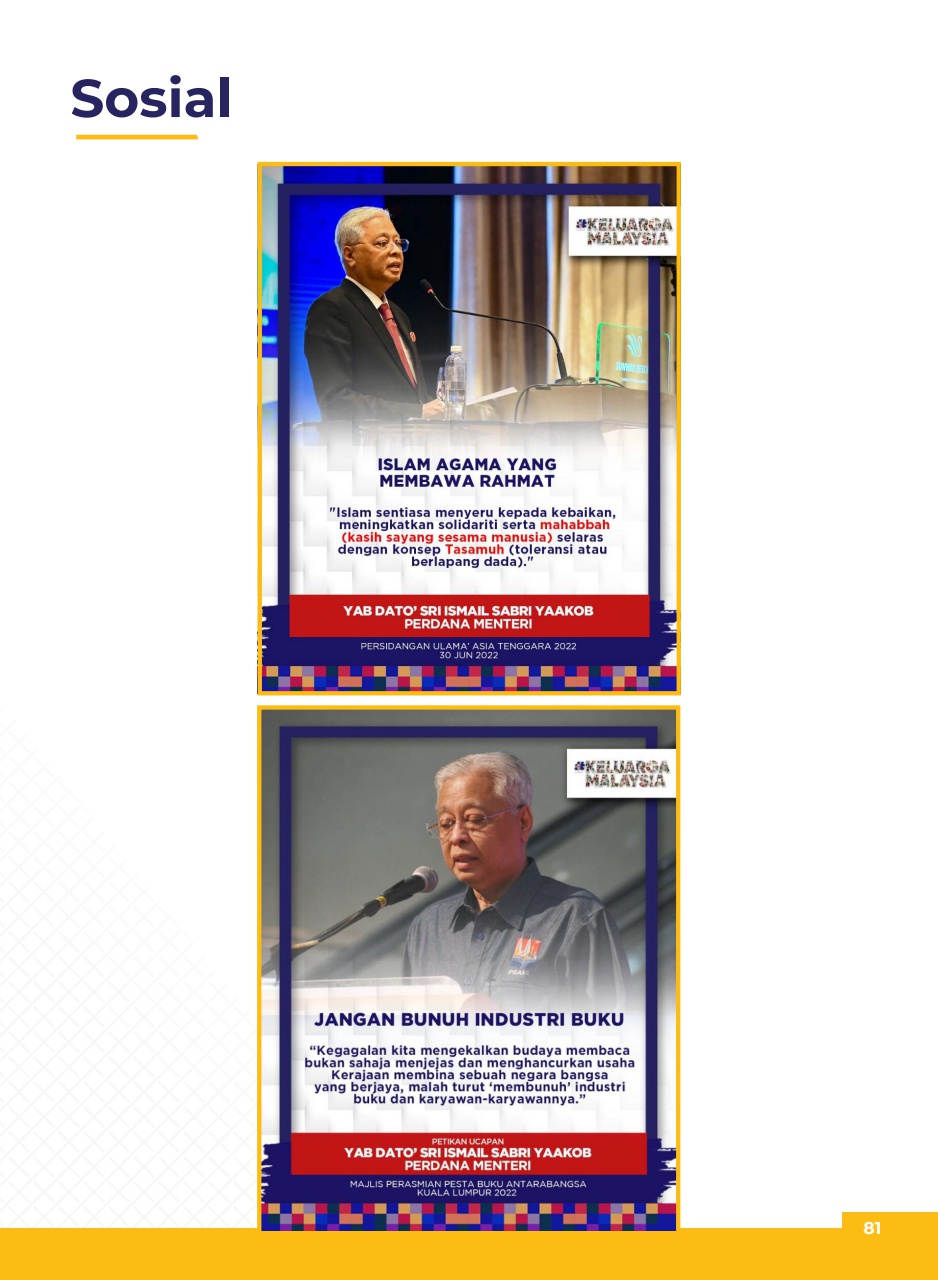 Sosial
#KELUARGA
MALAYSIA
ISLAM AGAMA YANG
MEMBAWA RAHMAT
"Islam sentiasa menyeru kepada kebaikan,
meningkatkan solidariti serta mahabbah
(kasih sayang sesama manusia) selaras
dengan konsep Tasamuh (toleransi atau
berlapang dada)."
YAB DATO’ SRI ISMAIL SABRI YAAKOB
PERDANA MENTERI
PERSIDANGAN ULAMA’ ASIA TENGGARA 2022
30 JUN 2022
#KELUARGA
MALAYSIA
JANGAN BUNUH INDUSTRI BUKU
“Kegagalan kita mengekalkan budaya membaca
bukan sahaja menjejas dan menghancurkan usaha
Kerajaan membina sebuah negara bangsa
yang berjaya, malah turut ‘membunuh’ industri
buku dan karyawan-karyawannya.”
PETIKAN UCAPAN
YAB DATO’ SRI ISMAIL SABRI YAAKOB
PERDANA MENTERI
MAJLIS PERASMIAN PESTA BUKU ANTARABANGSA
KUALA LUMPUR 2022
81